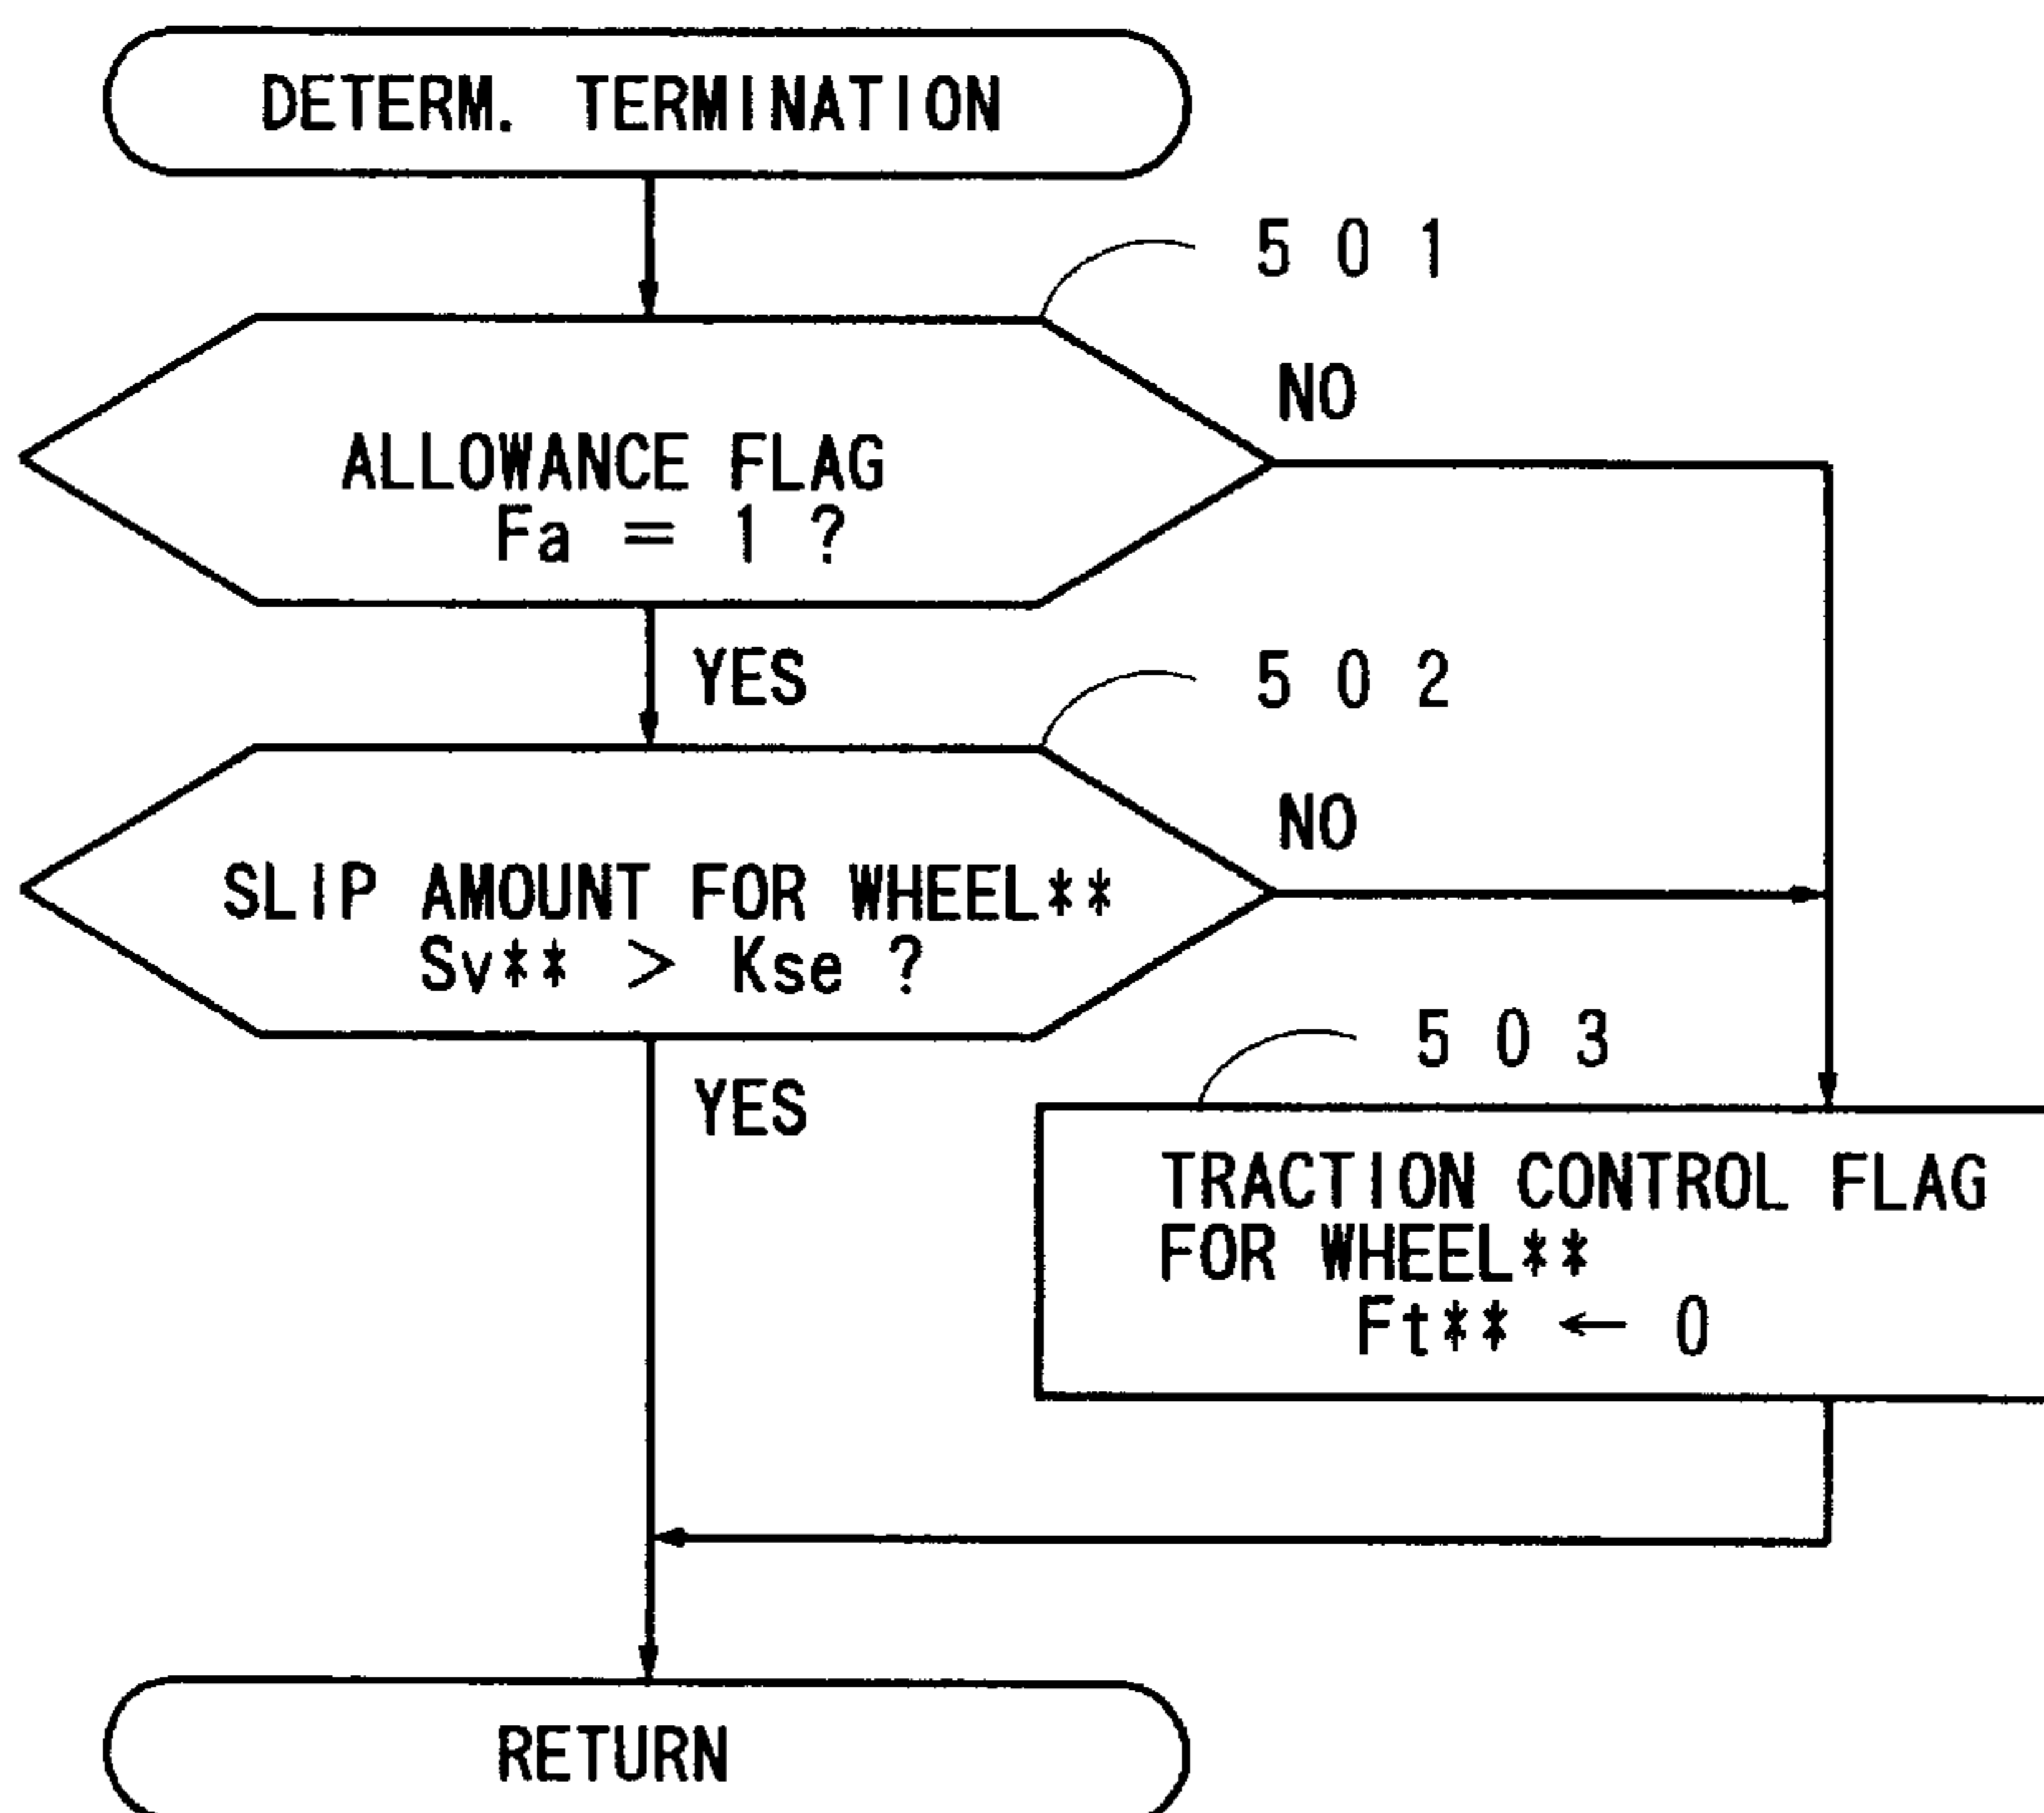 DETERM. TERMINATION
501
NO
ALLOWANCE FLAG
Fa = 1 ?
YES
502
NO
SLIP AMOUNT FOR WHEEL**
Sv** > Kse ?
YES
503
TRACTION CONTROL FLAG
FOR WHEEL**
Ft** ← 0
RETURN